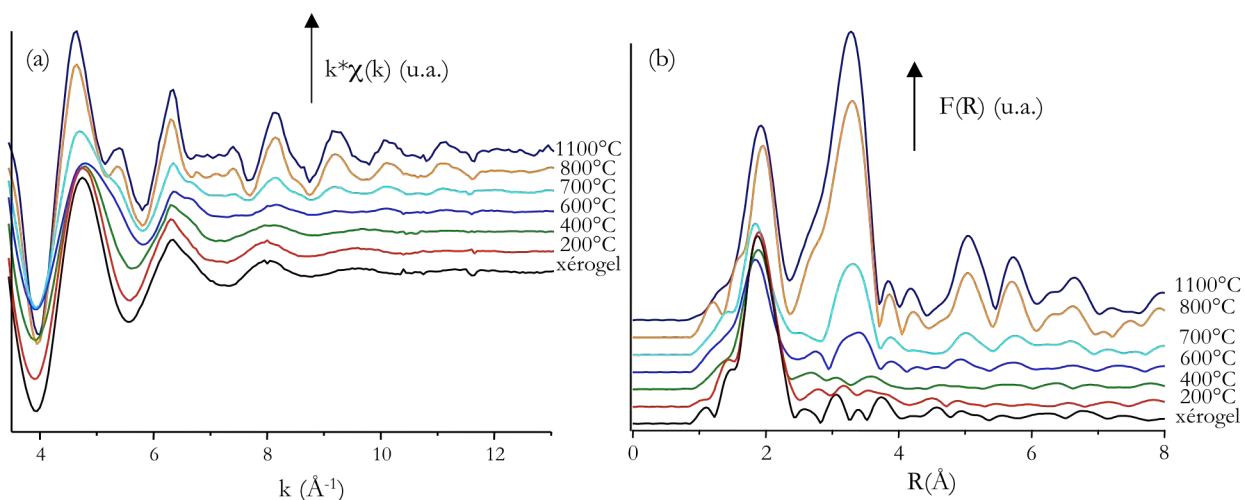 (a)
k*χ(k) (u.a.)
1100°C
800°C
700°C
600°C
400°C
200°C
xérogel
4 6 8 10 12
k (Å-1)
(b)
F(R) (u.a.)
1100°C
800°C
700°C
600°C
400°C
200°C
xérogel
0 2 4 6 8
R(Å)